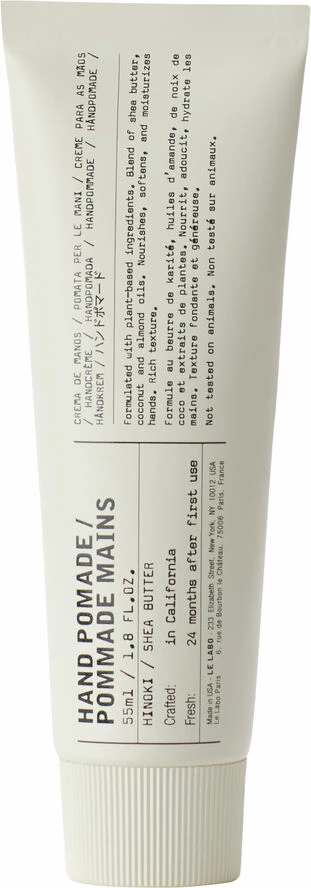 HAND POMADE/
POMMADE MAINS
55ml / 1.8 FL.OZ.
HINOKI / SHEA BUTTER
Crafted: in California
Fresh: 24 months after first use
Made in USA - LE LABO - 233 Elizabeth Street, New York, NY 10012 USA
Le Labo Paris 6, rue de Bourbon le Château, 75006 Paris, France
CREMA DE MANOS / POMATA PER LE MANI / CREME PARA AS MÃOS
/ HANDCRÈME / HANDPOMADA / HANDPOMMADE / HÅNDPOMADE /
HÅNDKREM / ハンドポマード
Formulated with plant-based ingredients. Blend of shea butter,
coconut and almond oils. Nourishes, softens, and moisturizes
hands. Rich texture.
Formule au beurre de karité, huiles d'amande, de noix de
coco et extraits de plantes. Nourrit, adoucit, hydrate les
mains. Texture fondante et généreuse.
Not tested on animals. Non testé sur animaux.